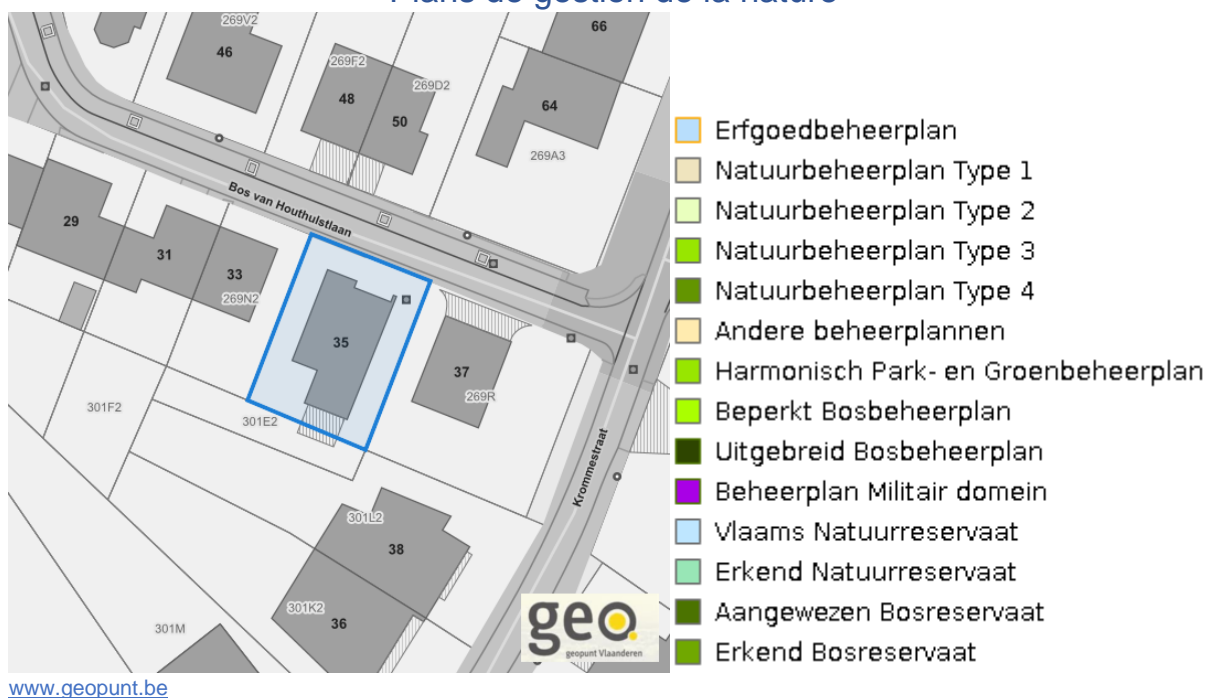 Plans de gestion de la nature
269V2
66
46
269F2
269D2
48
64
50
269A3
Bos van Houthulstlaan
29
31
33
269N2
35
37
269R
301F2
301E2
Krommestraat
301L2
38
301K2
36
301M
geo
geopunt Vlaanderen
Erfgoedbeheerplan
Natuurbeheerplan Type 1
Natuurbeheerplan Type 2
Natuurbeheerplan Type 3
Natuurbeheerplan Type 4
Andere beheerplannen
Harmonisch Park- en Groenbeheerplan
Beperkt Bosbeheerplan
Uitgebreid Bosbeheerplan
Beheerplan Militair domein
Vlaams Natuurreservaat
Erkend Natuurreservaat
Aangewezen Bosreservaat
Erkend Bosreservaat
www.geopunt.be